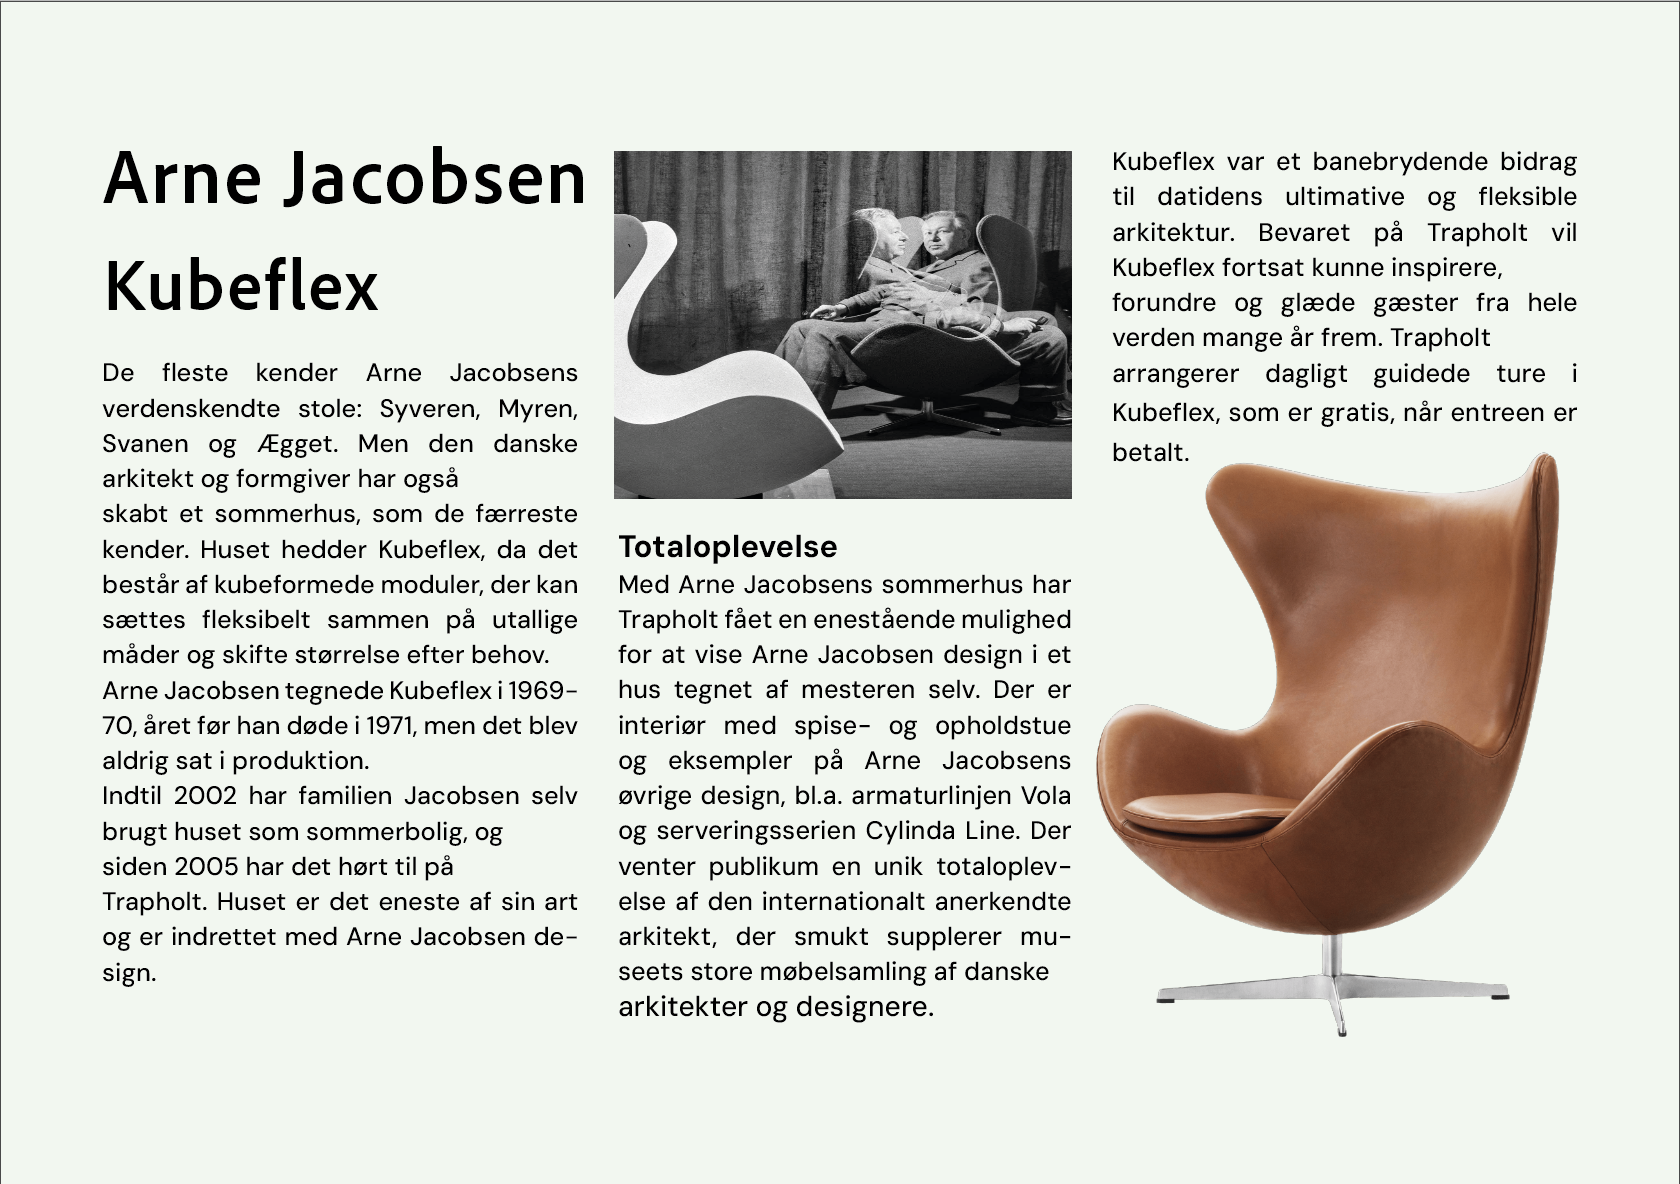 Arne Jacobsen
Kubeflex
De fleste kender Arne Jacobsens
verdenskendte stole: Syveren, Myren,
Svanen og Ægget. Men den danske
arkitekt og formgiver har også
skabt et sommerhus, som de færreste
kender. Huset hedder Kubeflex, da det
består af kubeformede moduler, der kan
sættes fleksibelt sammen på utallige
måder og skifte størrelse efter behov.
Arne Jacobsen tegnede Kubeflex i 1969-
70, året før han døde i 1971, men det blev
aldrig sat i produktion.
Indtil 2002 har familien Jacobsen selv
brugt huset som sommerbolig, og
siden 2005 har det hørt til på
Trapholt. Huset er det eneste af sin art
og er indrettet med Arne Jacobsen de-
sign.
Totaloplevelse
Med Arne Jacobsens sommerhus har
Trapholt fået en enestående mulighed
for at vise Arne Jacobsen design i et
hus tegnet af mesteren selv. Der er
interiør med spise- og opholdstue
og eksempler på Arne Jacobsens
øvrige design, bl.a. armaturlinjen Vola
og serveringsserien Cylinda Line. Der
venter publikum en unik totaloplev-
else af den internationalt anerkendte
arkitekt, der smukt supplerer mu-
seets store møbelsamling af danske
arkitekter og designere.
Kubeflex var et banebrydende bidrag
til datidens ultimative og fleksible
arkitektur. Bevaret på Trapholt vil
Kubeflex fortsat kunne inspirere,
forundre og glæde gæster fra hele
verden mange år frem. Trapholt
arrangerer dagligt guidede ture i
Kubeflex, som er gratis, når entreen er
betalt.